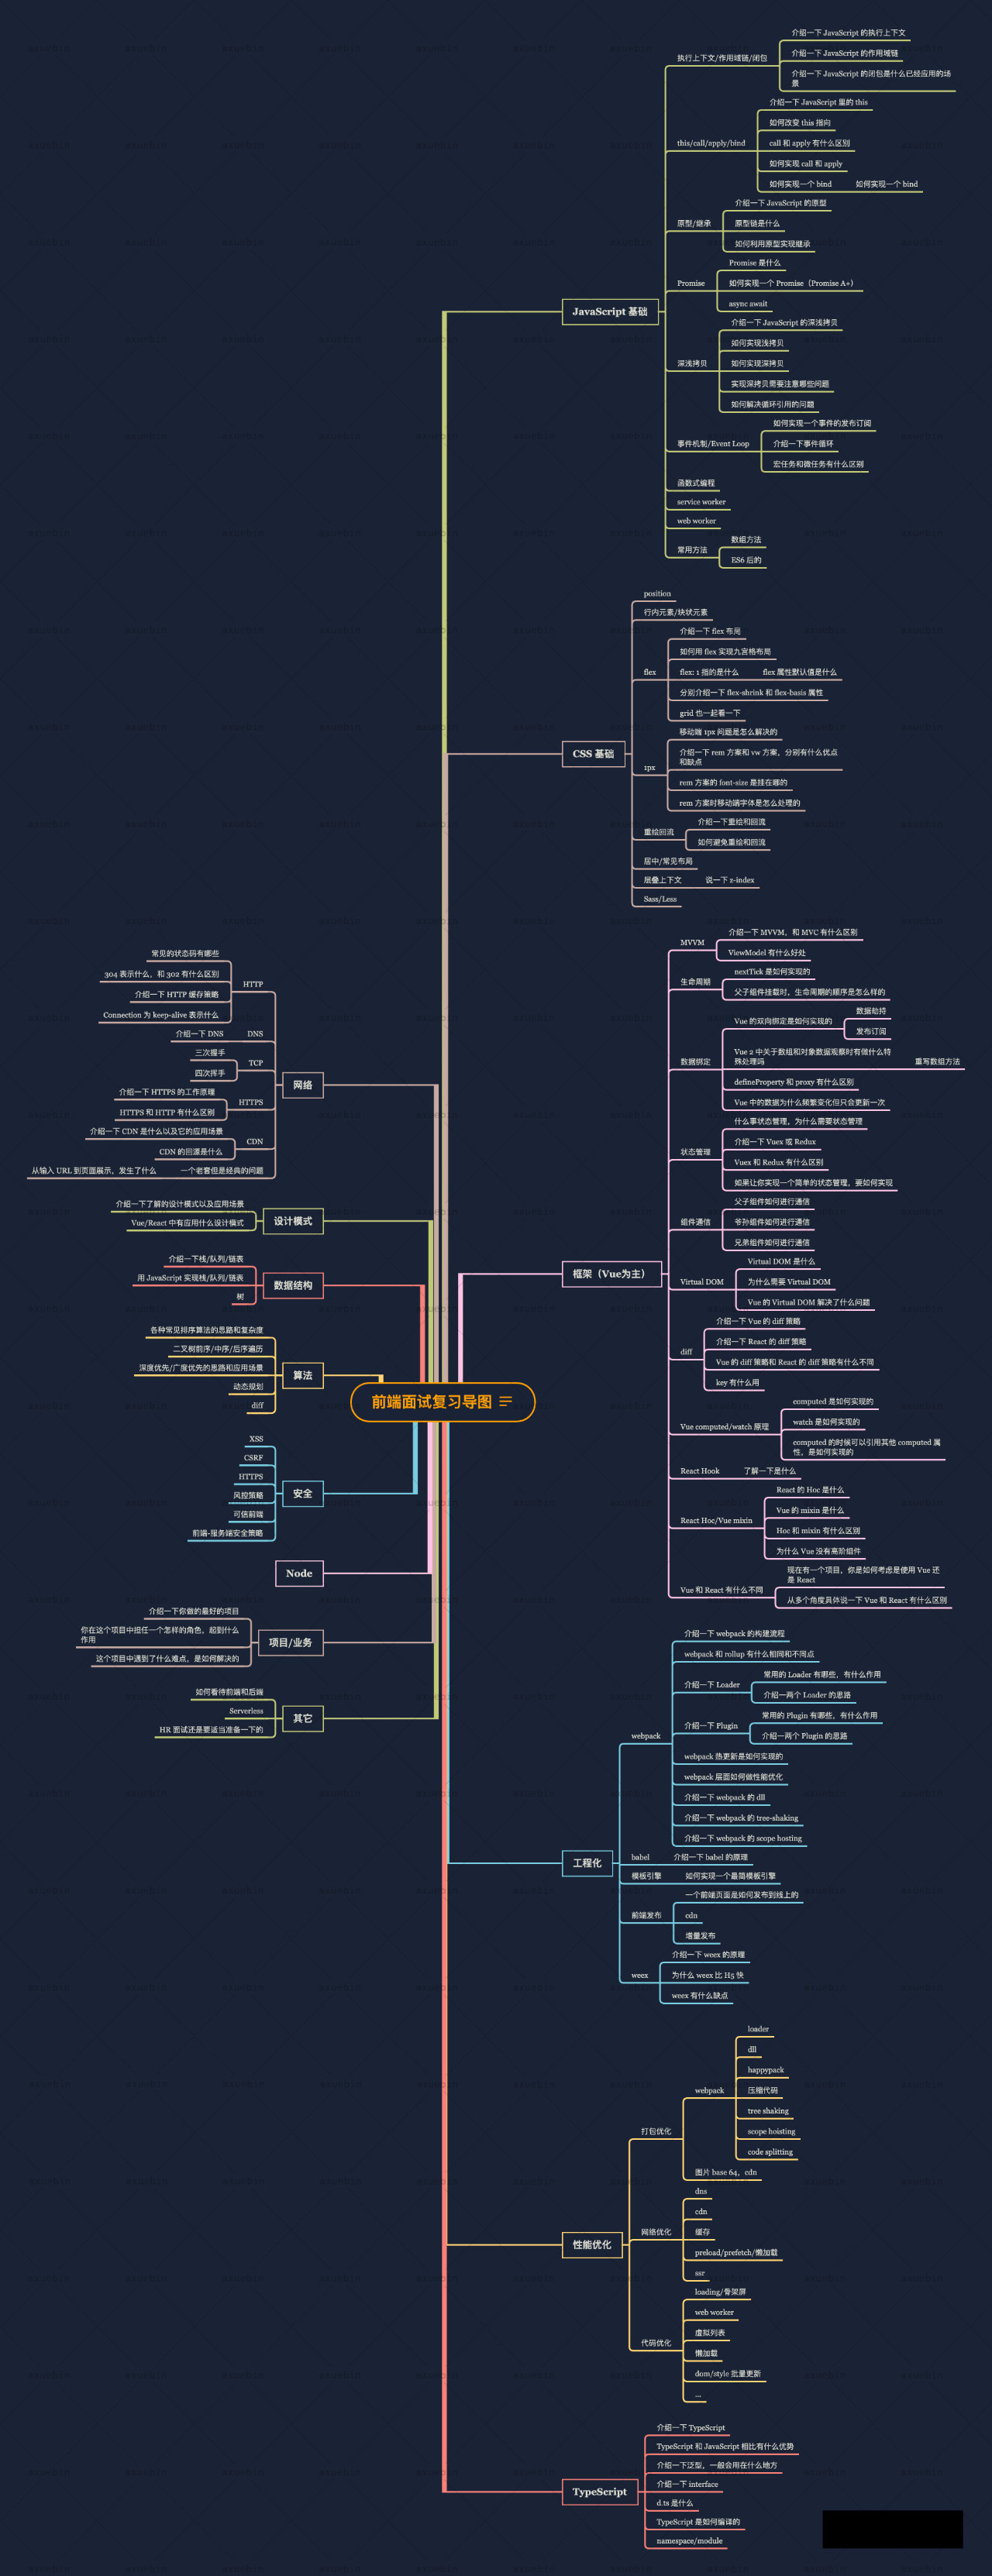 前端面试复习导图
JavaScript 基础
执行上下文/作用域链/闭包
介绍一下 JavaScript 的执行上下文
介绍一下 JavaScript 的作用域链
介绍一下 JavaScript 的闭包是什么已经应用的场
景
this/call/apply/bind
介绍一下 JavaScript 里的 this
如何改变 this 指向
call 和 apply 有什么区别
如何实现 call 和 apply
如何实现一个 bind
如何实现一个 bind
原型/继承
介绍一下 JavaScript 的原型
原型链是什么
如何利用原型实现继承
Promise
Promise 是什么
如何实现一个 Promise（Promise A+）
async await
深浅拷贝
介绍一下 JavaScript 的深浅拷贝
如何实现浅拷贝
如何实现深拷贝
实现深拷贝需要注意哪些问题
如何解决循环引用的问题
事件机制/Event Loop
如何实现一个事件的发布订阅
介绍一下事件循环
宏任务和微任务有什么区别
函数式编程
service worker
web worker
常用方法
数组方法
ES6 后的
CSS 基础
position
行内元素/块状元素
flex
介绍一下 flex 布局
如何用 flex 实现九宫格布局
flex: 1 指的是什么
flex 属性默认值是什么
分别介绍一下 flex-shrink 和 flex-basis 属性
grid 也一起看一下
1px
移动端 1px 问题是怎么解决的
介绍一下 rem 方案和 vw 方案，分别有什么优点
和缺点
rem 方案的 font-size 是挂在哪的
rem 方案时移动端字体是怎么处理的
重绘回流
介绍一下重绘和回流
如何避免重绘和回流
居中/常见布局
层叠上下文
说一下 z-index
Sass/Less
框架（Vue为主）
MVVM
介绍一下 MVVM，和 MVC 有什么区别
ViewModel 有什么好处
生命周期
nextTick 是如何实现的
父子组件挂载时，生命周期的顺序是怎么样的
数据绑定
Vue 的双向绑定是如何实现的
数据劫持
发布订阅
Vue 2 中关于数组和对象数据观察时有做什么特
殊处理吗
重写数组方法
defineProperty 和 proxy 有什么区别
Vue 中的数据为什么频繁变化但只会更新一次
状态管理
什么事状态管理，为什么需要状态管理
介绍一下 Vuex 或 Redux
Vuex 和 Redux 有什么区别
如果让你实现一个简单的状态管理，要如何实现
组件通信
父子组件如何进行通信
爷孙组件如何进行通信
兄弟组件如何进行通信
Virtual DOM
Virtual DOM 是什么
为什么需要 Virtual DOM
Vue 的 Virtual DOM 解决了什么问题
diff
介绍一下 Vue 的 diff 策略
介绍一下 React 的 diff 策略
Vue 的 diff 策略和 React 的 diff 策略有什么不同
key 有什么用
Vue computed/watch 原理
computed 是如何实现的
watch 是如何实现的
computed 的时候可以引用其他 computed 属
性，是如何实现的
React Hook
了解一下是什么
React Hoc/Vue mixin
React 的 Hoc 是什么
Vue 的 mixin 是什么
Hoc 和 mixin 有什么区别
为什么 Vue 没有高阶组件
Vue 和 React 有什么不同
现在有一个项目，你是如何考虑是使用 Vue 还
是 React
从多个角度具体说一下 Vue 和 React 有什么区别
工程化
webpack
介绍一下 webpack 的构建流程
webpack 和 rollup 有什么相同和不同点
介绍一下 Loader
常用的 Loader 有哪些，有什么作用
介绍一两个 Loader 的思路
介绍一下 Plugin
常用的 Plugin 有哪些，有什么作用
介绍一两个 Plugin 的思路
webpack 热更新是如何实现的
webpack 层面如何做性能优化
介绍一下 webpack 的 dll
介绍一下 webpack 的 tree-shaking
介绍一下 webpack 的 scope hosting
babel
介绍一下 babel 的原理
模板引擎
如何实现一个最简模板引擎
前端发布
一个前端页面是如何发布到线上的
cdn
增量发布
weex
介绍一下 weex 的原理
为什么 weex 比 H5 快
weex 有什么缺点
性能优化
打包优化
webpack
loader
dll
happypack
压缩代码
tree shaking
scope hoisting
code splitting
图片 base 64，cdn
网络优化
dns
cdn
缓存
preload/prefetch/懒加载
ssr
代码优化
loading/骨架屏
web worker
虚拟列表
懒加载
dom/style 批量更新
...
TypeScript
介绍一下 TypeScript
TypeScript 和 JavaScript 相比有什么优势
介绍一下泛型，一般会用在什么地方
介绍一下 interface
d.ts 是什么
TypeScript 是如何编译的
namespace/module
网络
HTTP
常见的状态码有哪些
304 表示什么，和 302 有什么区别
介绍一下 HTTP 缓存策略
Connection 为 keep-alive 表示什么
DNS
介绍一下 DNS
TCP
三次握手
四次挥手
HTTPS
介绍一下 HTTPS 的工作原理
HTTPS 和 HTTP 有什么区别
CDN
介绍一下 CDN 是什么以及它的应用场景
CDN 的回源是什么
一个老套但是经典的问题
从输入 URL 到页面展示，发生了什么
设计模式
介绍一下了解的设计模式以及应用场景
Vue/React 中有应用什么设计模式
数据结构
介绍一下栈/队列/链表
用 JavaScript 实现栈/队列/链表
树
算法
各种常见排序算法的思路和复杂度
二叉树前序/中序/后序遍历
深度优先/广度优先的思路和应用场景
动态规划
diff
安全
XSS
CSRF
HTTPS
风控策略
可信前端
前端-服务端安全策略
Node
项目/业务
介绍一下你做的最好的项目
你在这个项目中担任一个怎样的角色，起到什么
作用
这个项目中遇到了什么难点，是如何解决的
其它
如何看待前端和后端
Serverless
HR 面试还是要适当准备一下的